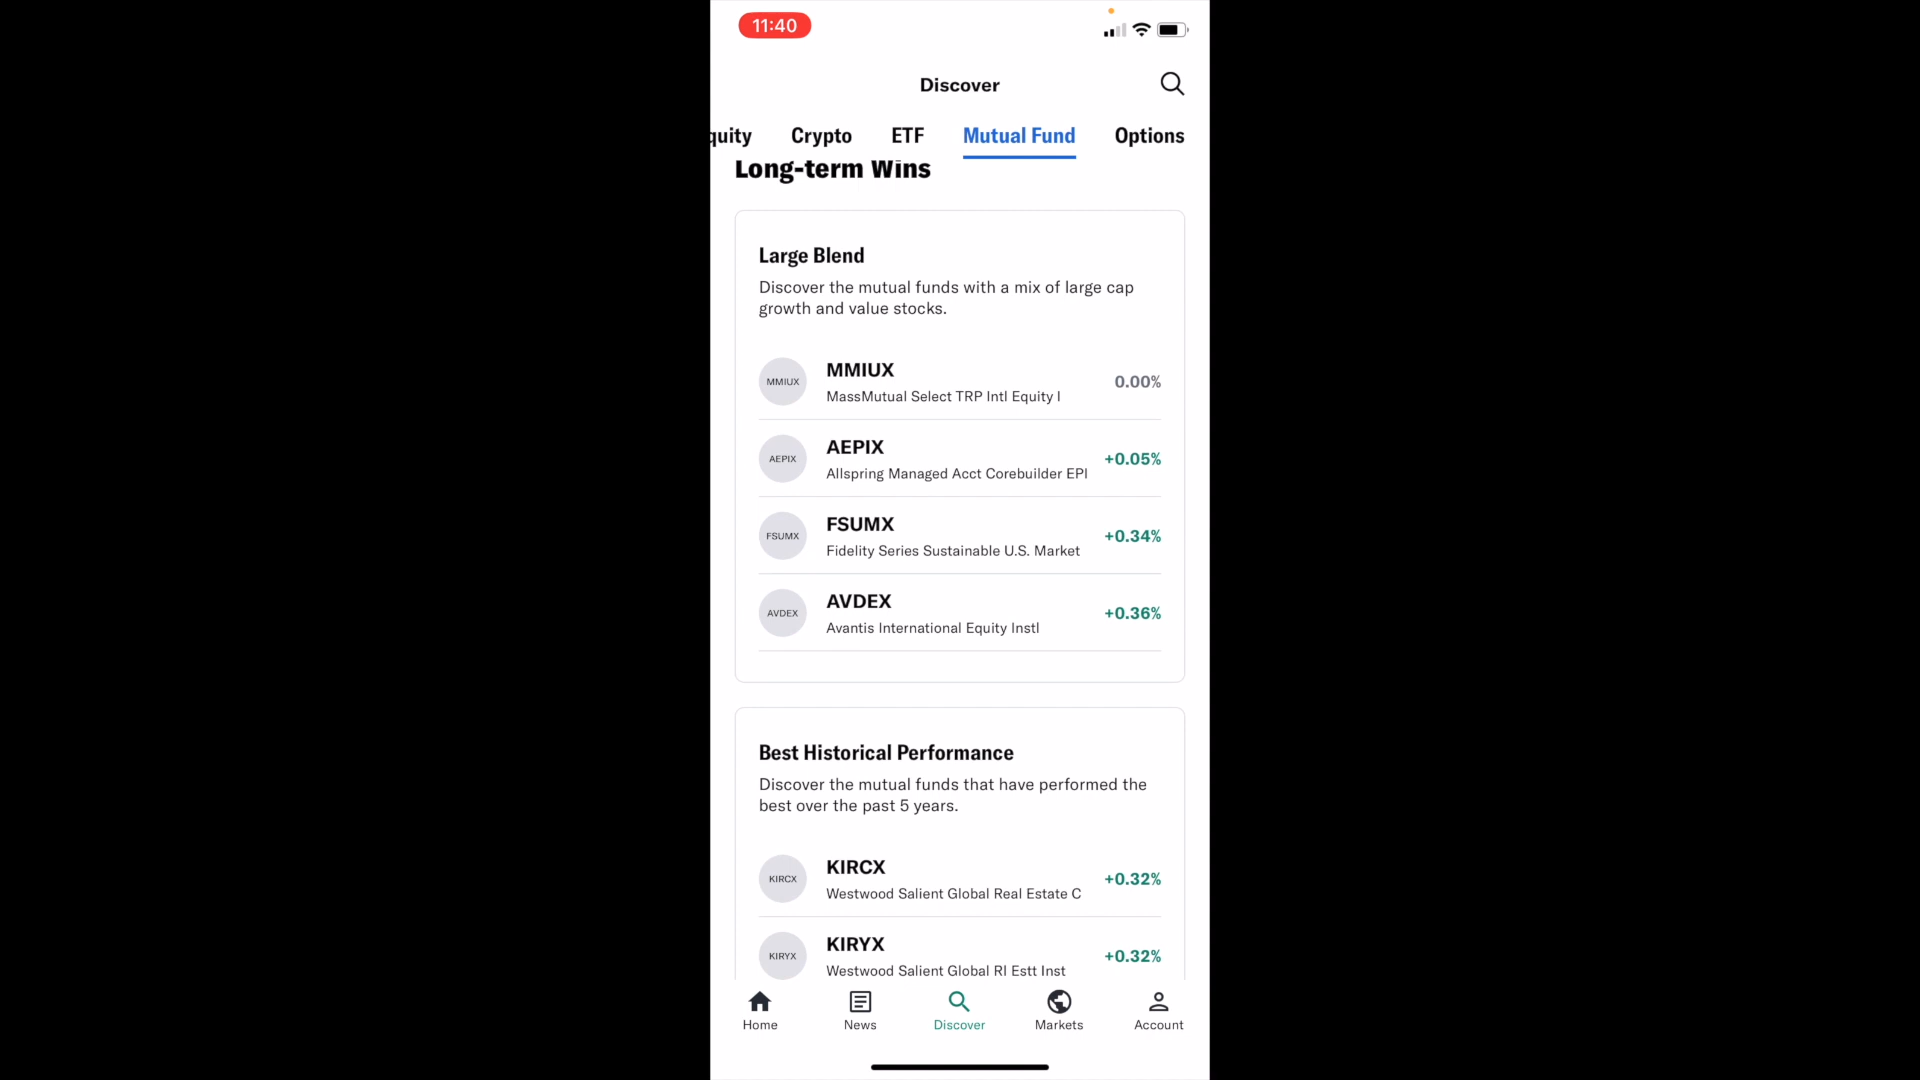 11:40
Discover
quity
Crypto
ETF
Mutual Fund
Options
Long-term Wins
Large Blend
Discover the mutual funds with a mix of large cap
growth and value stocks.
MMIUX
MMIUX
0.00%
MassMutual Select TRP Intl Equity I
AEPIX
AEPIX
+0.05%
Allspring Managed Acct Corebuilder EPI
FSUMX
FSUMX
+0.34%
Fidelity Series Sustainable U.S. Market
AVDEX
AVDEX
+0.36%
Avantis International Equity Instl
Best Historical Performance
Discover the mutual funds that have performed the
best over the past 5 years.
KIRCX
KIRCX
+0.32%
Westwood Salient Global Real Estate C
KIRYX
KIRYX
+0.32%
Westwood Salient Global RI Estt Inst
Home
News
Discover
Markets
Account